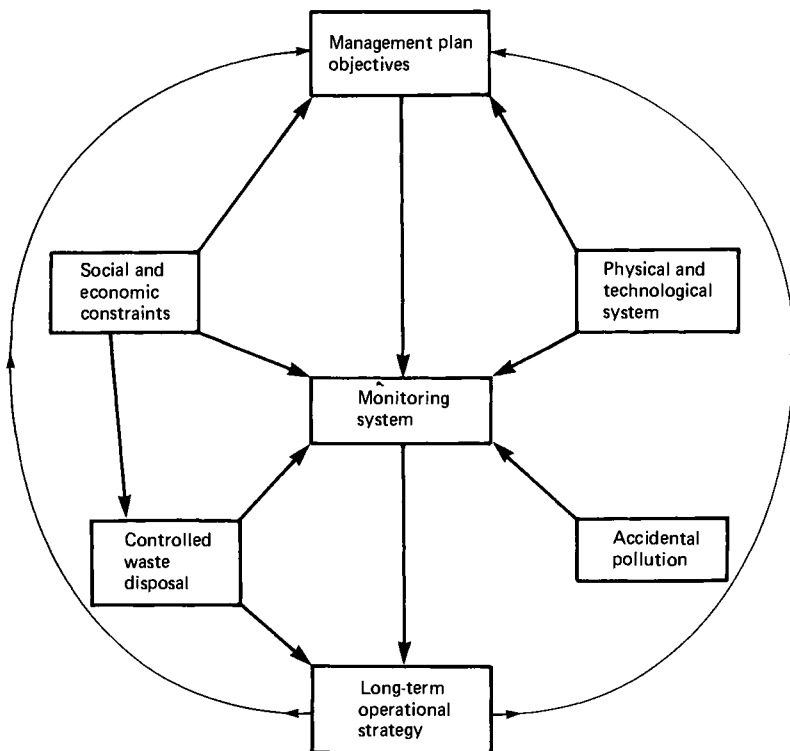 Management plan
objectives
Social and
economic
constraints
Physical and
technological
system
Monitoring
system
Controlled
waste
disposal
Accidental
pollution
Long-term
operational
strategy